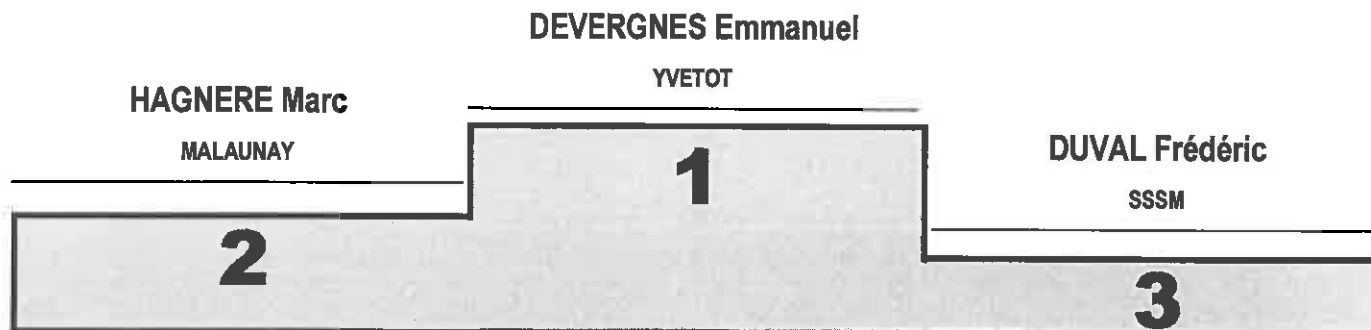 DEVERGNES Emmanuel
YVETOT
HAGNERE Marc
MALAUNAY
DUVAL Frédéric
SSSM
1
2
3